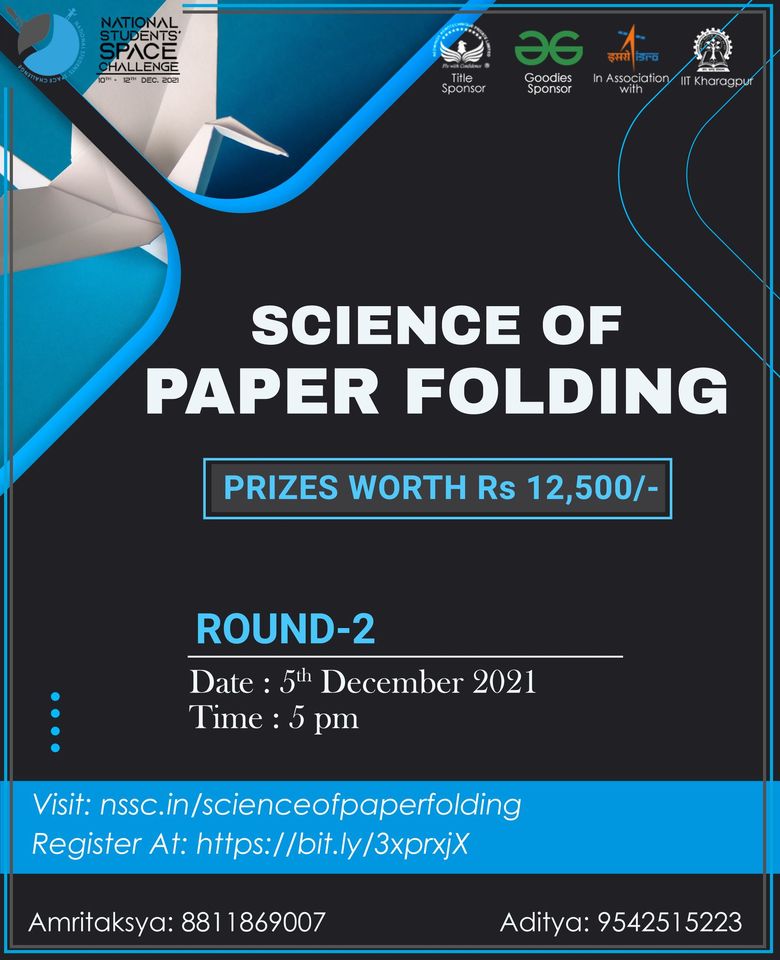 NATIONAL
STUDENTS'
SPACE
CHALLENGE
10TH - 12TH DEC. 2021
Fly with Confidence
Title
Sponsor
Goodies
Sponsor
इसरो isro
In Association
with
IIT Kharagpur
SCIENCE OF
PAPER FOLDING
PRIZES WORTH Rs 12,500/-
ROUND-2
Date : 5th December 2021
Time : 5 pm
Visit: nssc.in/scienceofpaperfolding
Register At: https://bit.ly/3xprxjX
Amritaksya: 8811869007
Aditya: 9542515223